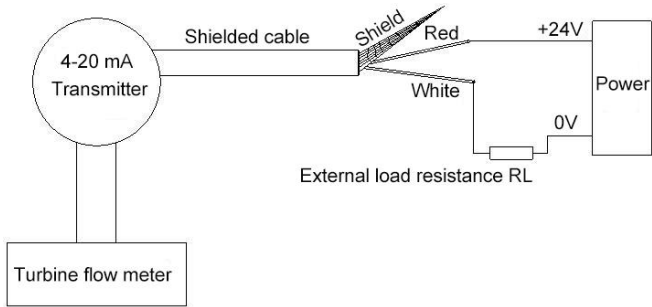 4-20 mA
Transmitter
Shielded cable
Shield
Red
White
+24V
0V
Power
External load resistance RL
Turbine flow meter